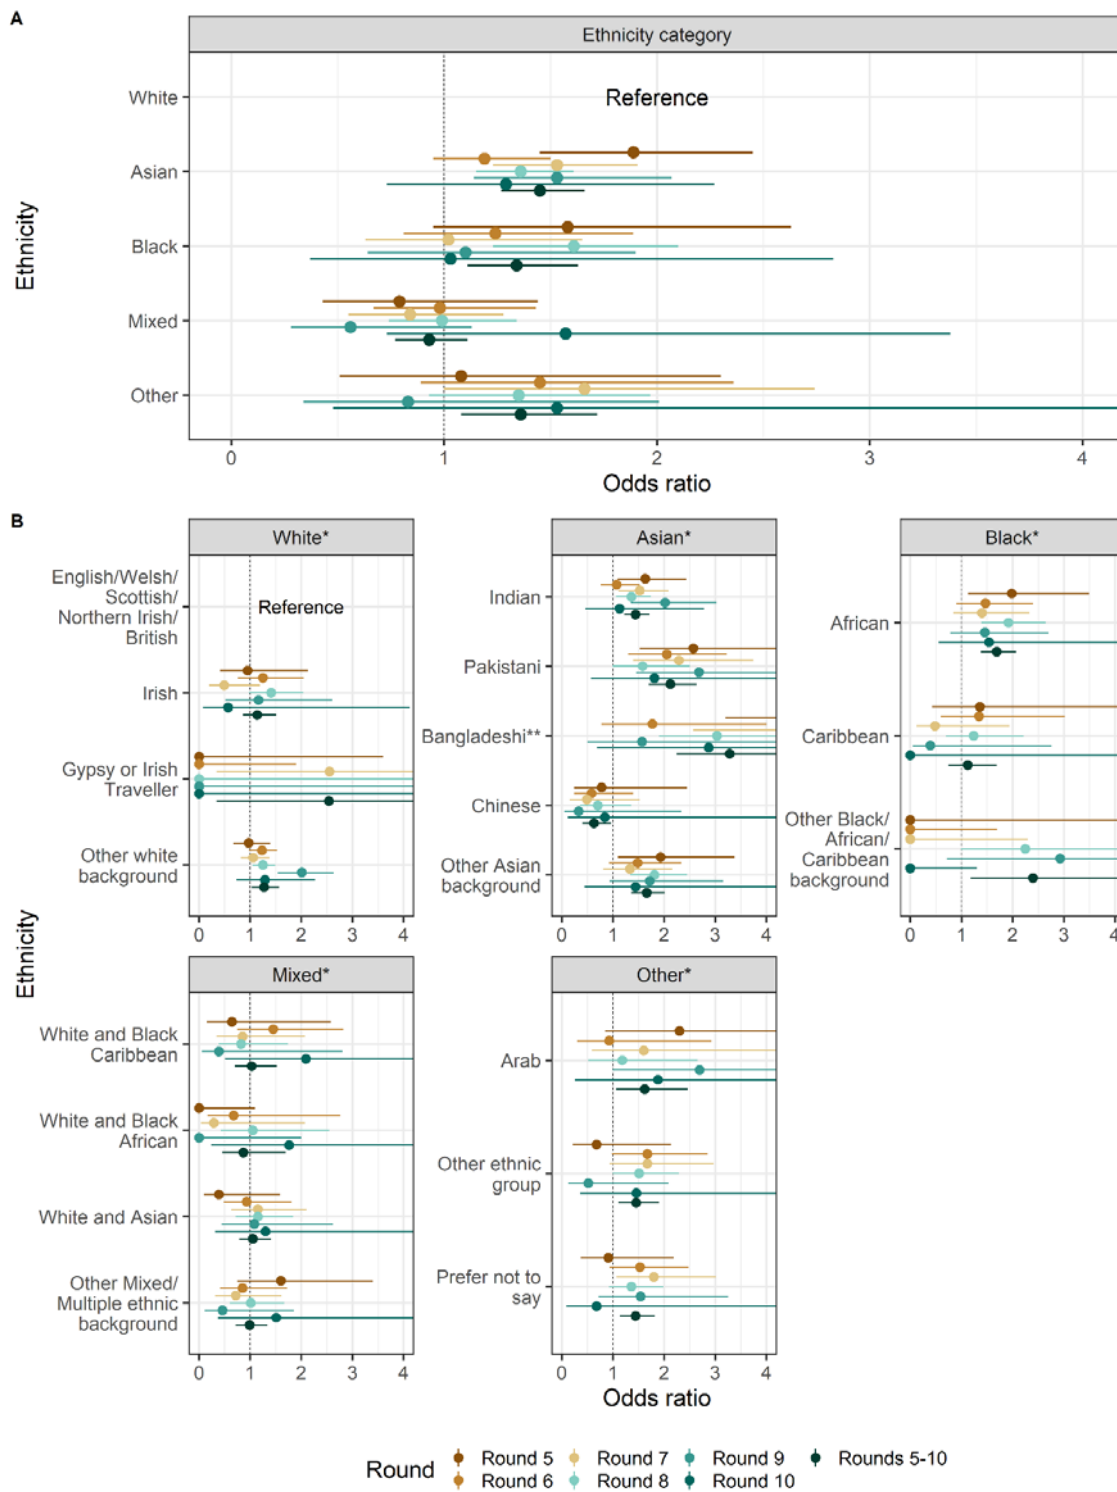 A
Ethnicity category
White
Reference
Asian
Black
Mixed
Other
Ethnicity
0 1 2 3 4
Odds ratio
B
White*
English/Welsh/
Scottish/
Northern Irish/
British
Reference
Irish
Gypsy or Irish
Traveller
Other white
background
0 1 2 3 4
Asian*
Indian
Pakistani
Bangladeshi**
Chinese
Other Asian
background
0 1 2 3 4
Black*
African
Caribbean
Other Black/
African/
Caribbean
background
0 1 2 3 4
Ethnicity
Mixed*
White and Black
Caribbean
White and Black
African
White and Asian
Other Mixed/
Multiple ethnic
background
0 1 2 3 4
Other*
Arab
Other ethnic
group
Prefer not to
say
0 1 2 3 4
Odds ratio
Round
Round 5 Round 7 Round 9 Rounds 5-10
Round 6 Round 8 Round 10